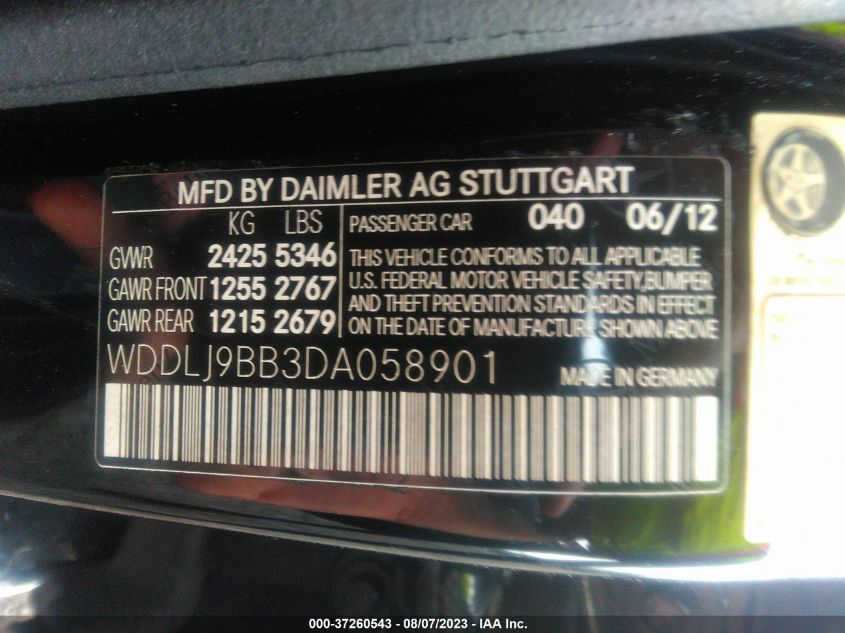 MFD BY DAIMLER AG STUTTGART
KG LBS
GVWR 2425 5346
GAWR FRONT 1255 2767
GAWR REAR 1215 2679
PASSENGER CAR 040 06/12
THIS VEHICLE CONFORMS TO ALL APPLICABLE
U.S. FEDERAL MOTOR VEHICLE SAFETY,BUMPER
AND THEFT PREVENTION STANDARDS IN EFFECT
ON THE DATE OF MANUFACTURE SHOWN ABOVE
WDDLJ9BB3DA058901
MADE IN GERMANY
000-37260543 - 08/07/2023 - IAA Inc.